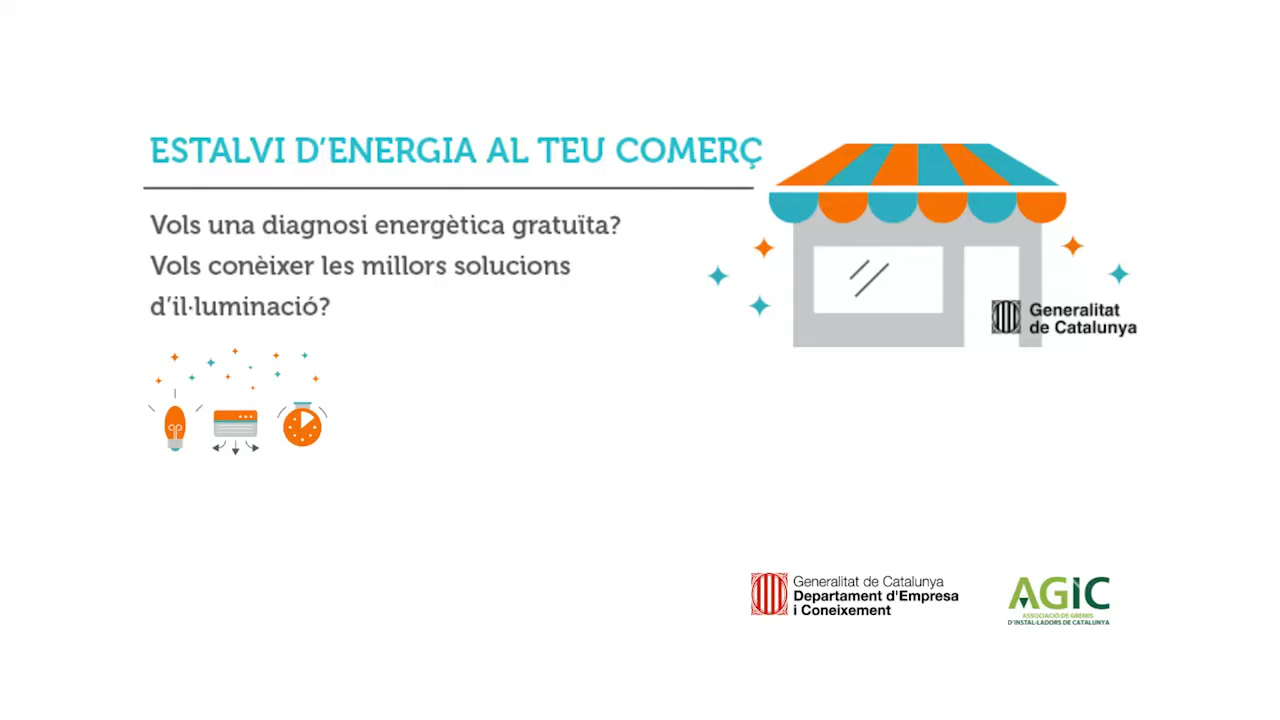 ESTALVI D'ENERGIA AL TEU COMERÇ
Vols una diagnosi energètica gratuïta?
Vols conèixer les millors solucions
d'il·luminació?
Generalitat
de Catalunya
Generalitat de Catalunya
Departament d'Empresa
i Coneixement
AGIC
ASSOCIACIÓ DE GREMIS
D'INSTAL·LADORS DE CATALUNYA